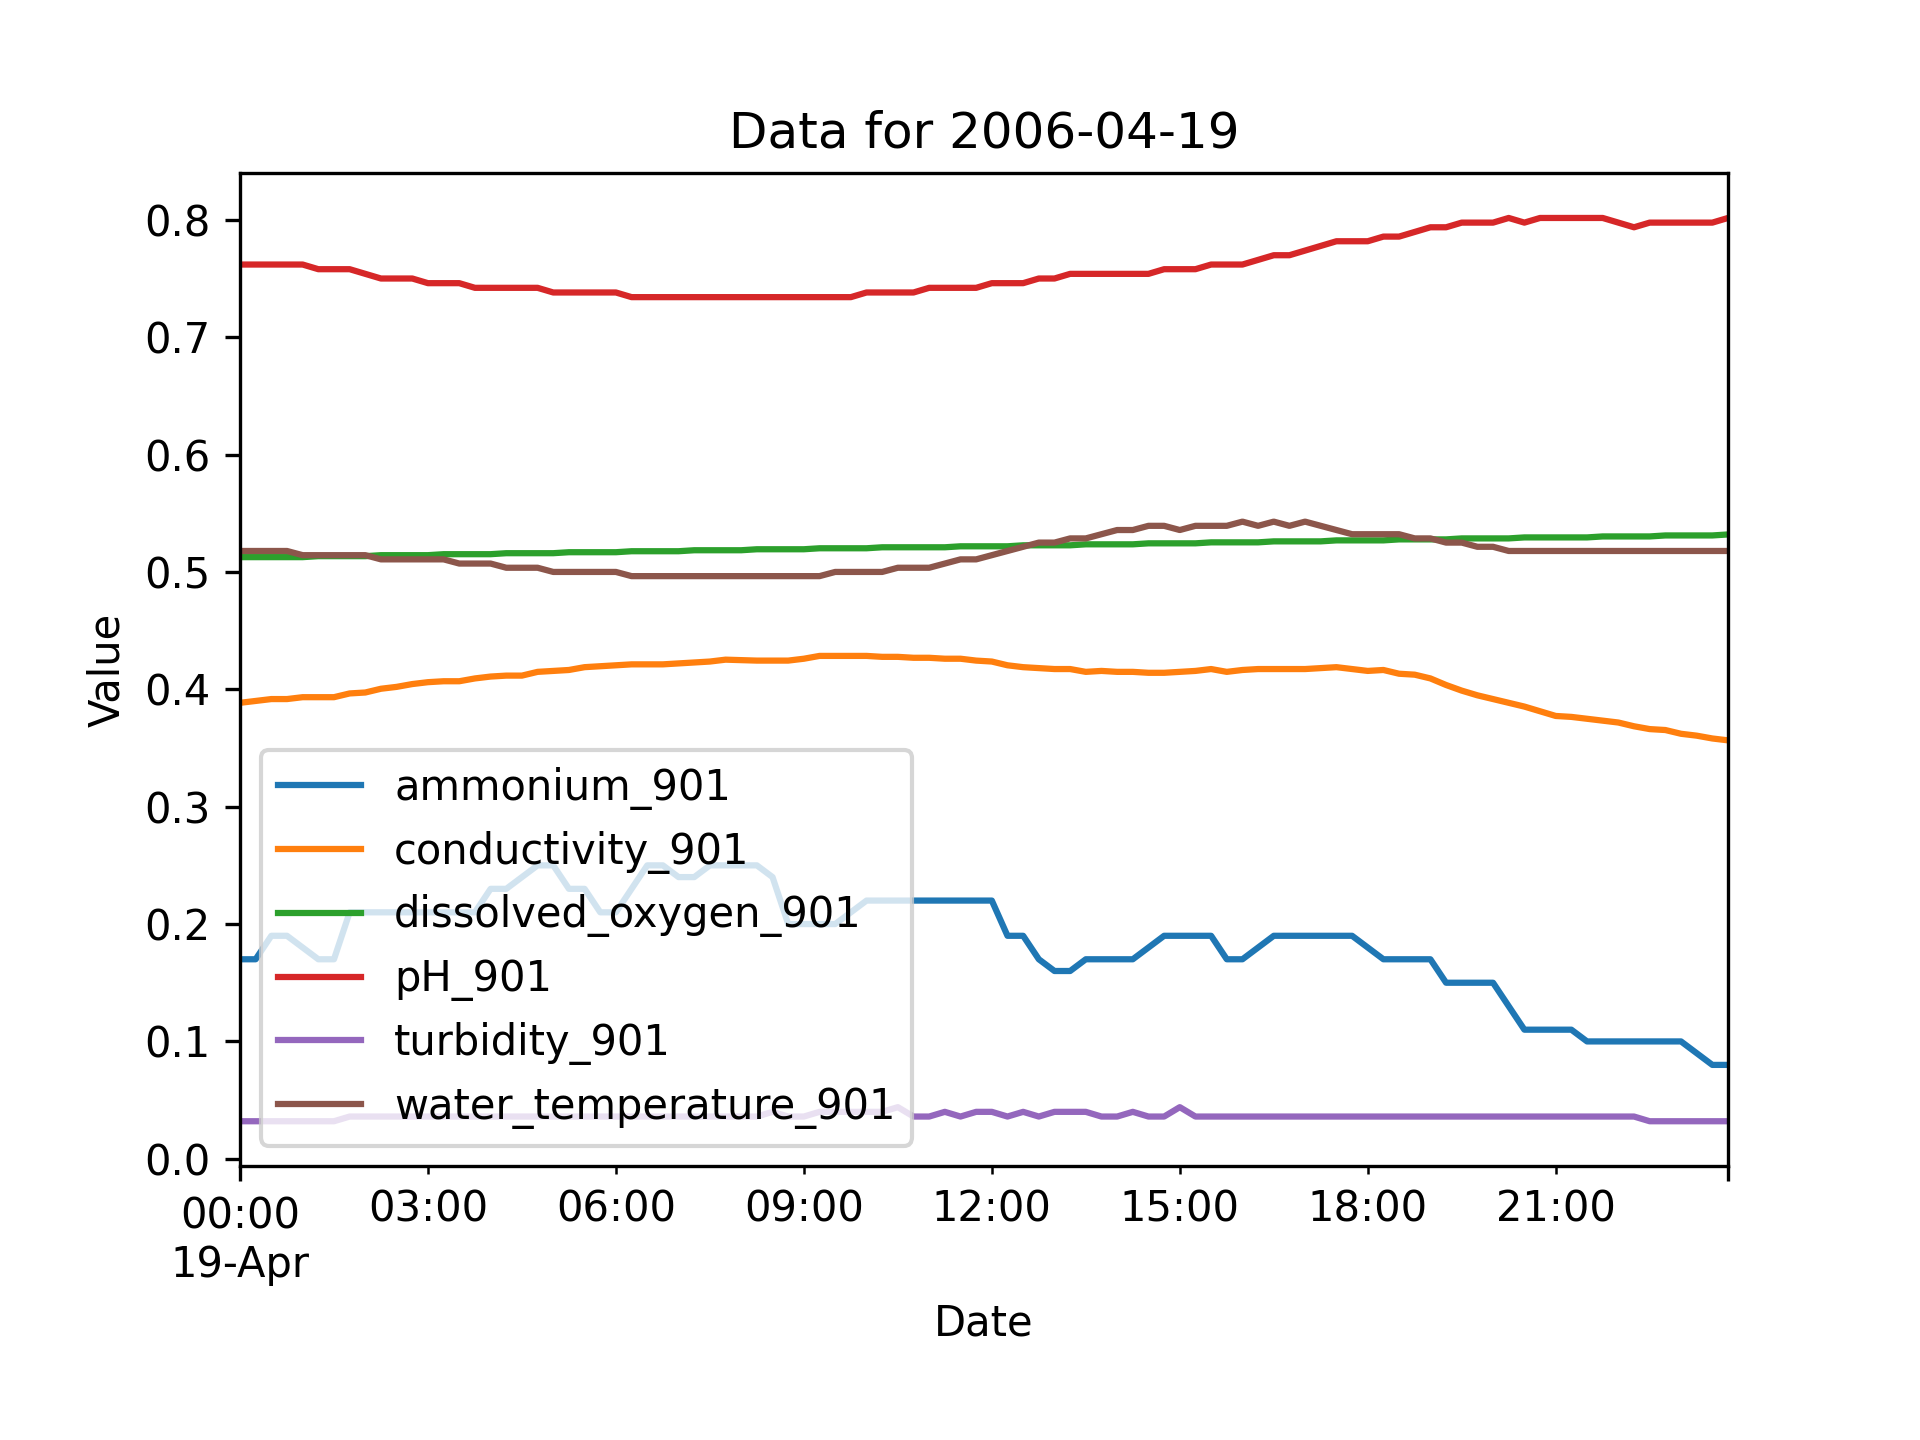 Data for 2006-04-19
0.8
0.7
0.6
0.5
0.4
0.3
0.2
0.1
0.0
Value
ammonium_901
conductivity_901
dissolved_oxygen_901
pH_901
turbidity_901
water_temperature_901
00:00 03:00 06:00 09:00 12:00 15:00 18:00 21:00
19-Apr
Date